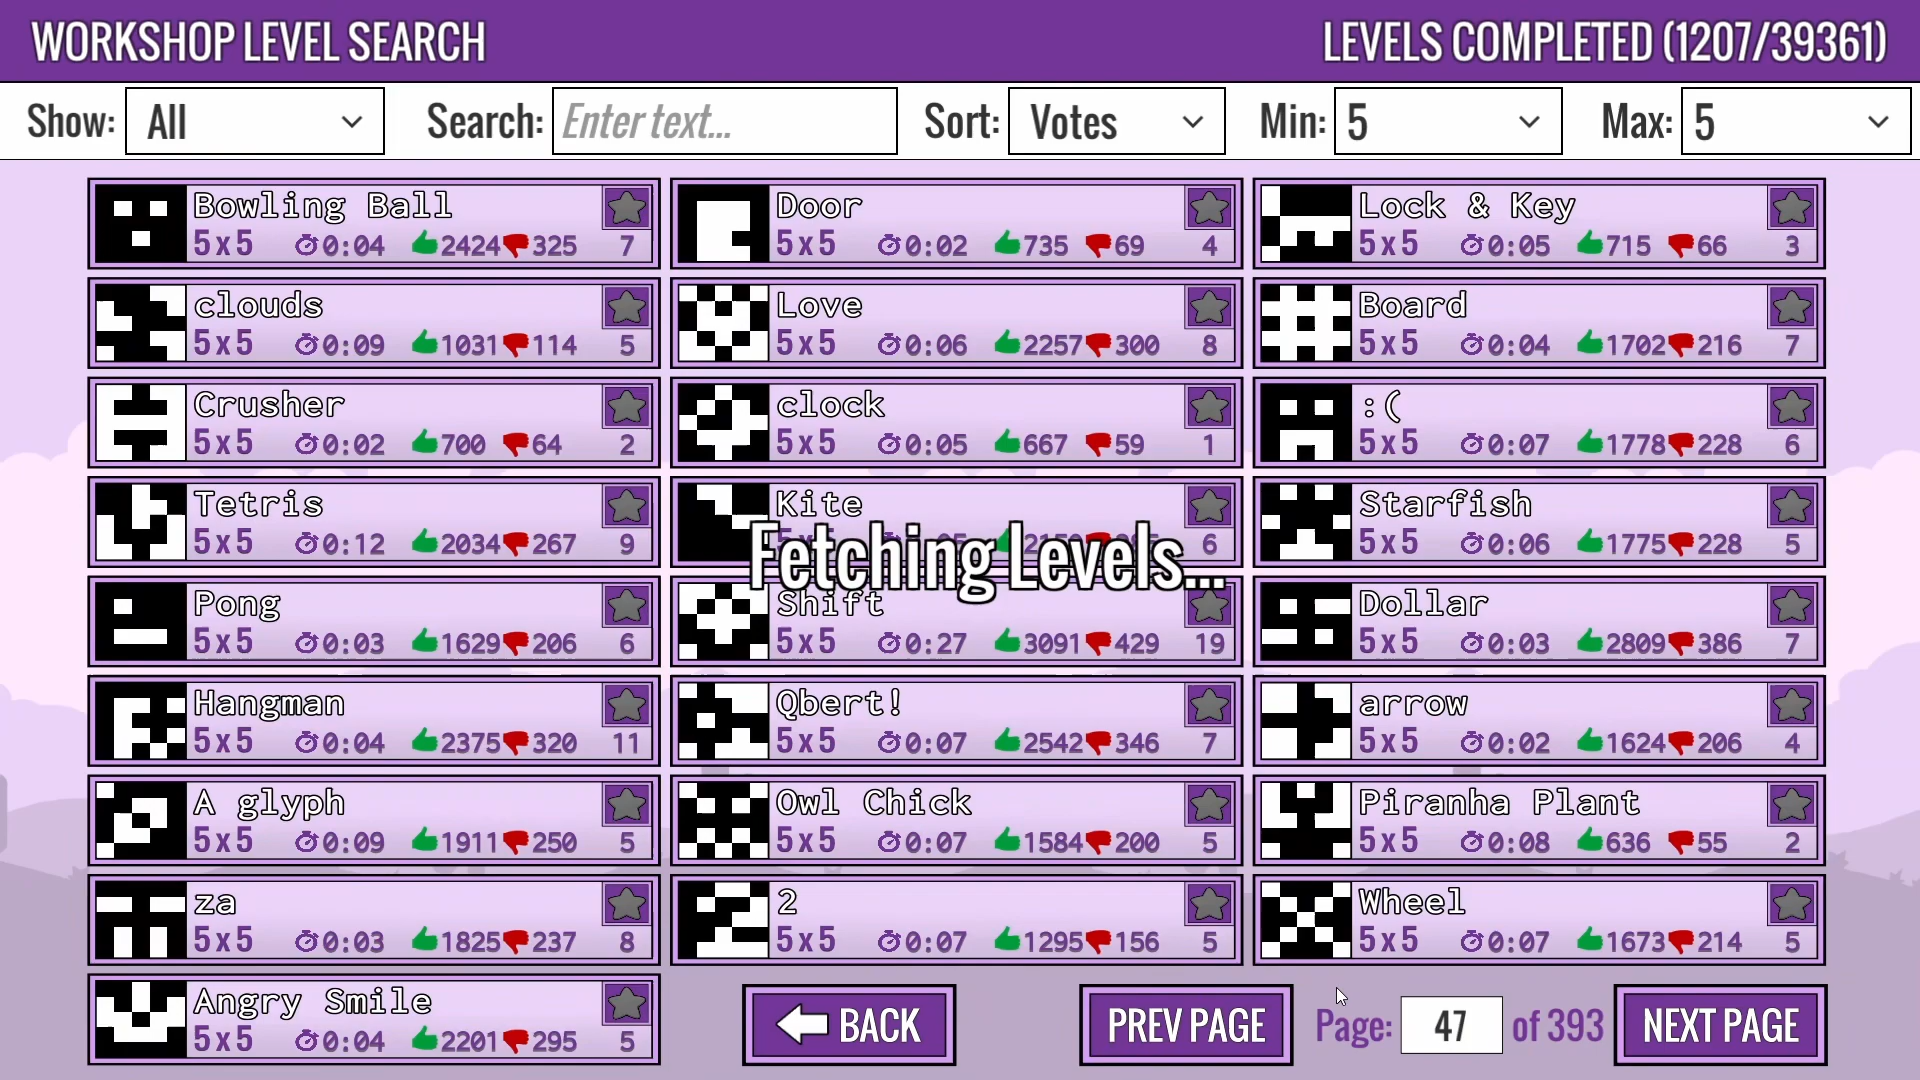 WORKSHOP LEVEL SEARCH
LEVELS COMPLETED (1207/39361)
Show: All Search: Enter text... Sort: Votes Min: 5 Max: 5
Bowling Ball
5x5 0:04 2424 325 7
Door
5x5 0:02 735 69 4
Lock & Key
5x5 0:05 715 66 3
clouds
5x5 0:09 1031 114 5
Love
5x5 0:06 2257 300 8
Board
5x5 0:04 1702 216 7
Crusher
5x5 0:02 700 64 2
clock
5x5 0:05 667 59 1
:(
5x5 0:07 1778 228 6
Tetris
5x5 0:12 2034 267 9
Kite
6
Starfish
5x5 0:06 1775 228 5
Fetching Levels...
Pong
5x5 0:03 1629 206 6
Shift
5x5 0:27 3091 429 19
Dollar
5x5 0:03 2809 386 7
Hangman
5x5 0:04 2375 320 11
Qbert!
5x5 0:07 2542 346 7
arrow
5x5 0:02 1624 206 4
A glyph
5x5 0:09 1911 250 5
Owl Chick
5x5 0:07 1584 200 5
Piranha Plant
5x5 0:08 636 55 2
za
5x5 0:03 1825 237 8
2
5x5 0:07 1295 156 5
Wheel
5x5 0:07 1673 214 5
Angry Smile
5x5 0:04 2201 295 5
BACK
PREV PAGE
Page: 47 of 393
NEXT PAGE